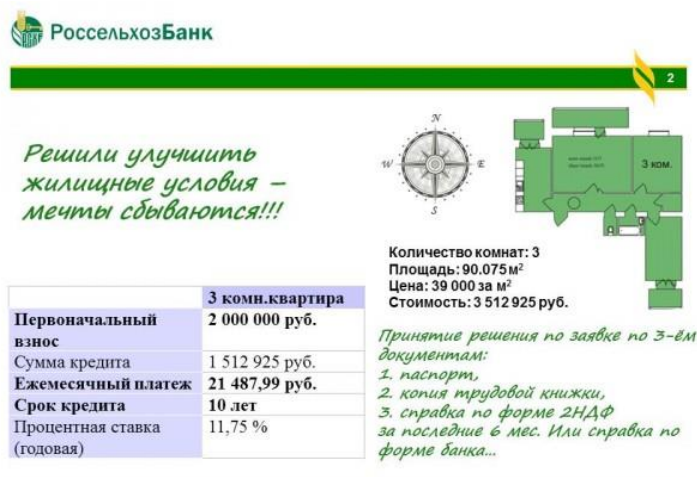 РоссельхозБанк
2
Решили улучшить
жилищные условия –
мечты сбываются!!!
N
W
E
S
3 ком.
Количество комнат: 3
Площадь: 90.075 м²
Цена: 39 000 за м²
Стоимость: 3 512 925 руб.
3 комн.квартира
Первоначальный
взнос
2 000 000 руб.
Сумма кредита
1 512 925 руб.
Ежемесячный платеж
21 487,99 руб.
Срок кредита
10 лет
Процентная ставка
(годовая)
11,75 %
Принятие решения по заявке по 3-ём
документам:
1. паспорт,
2. копия трудовой книжки,
3. справка по форме 2НДФ
за последние 6 мес. Или справка по
форме банка...